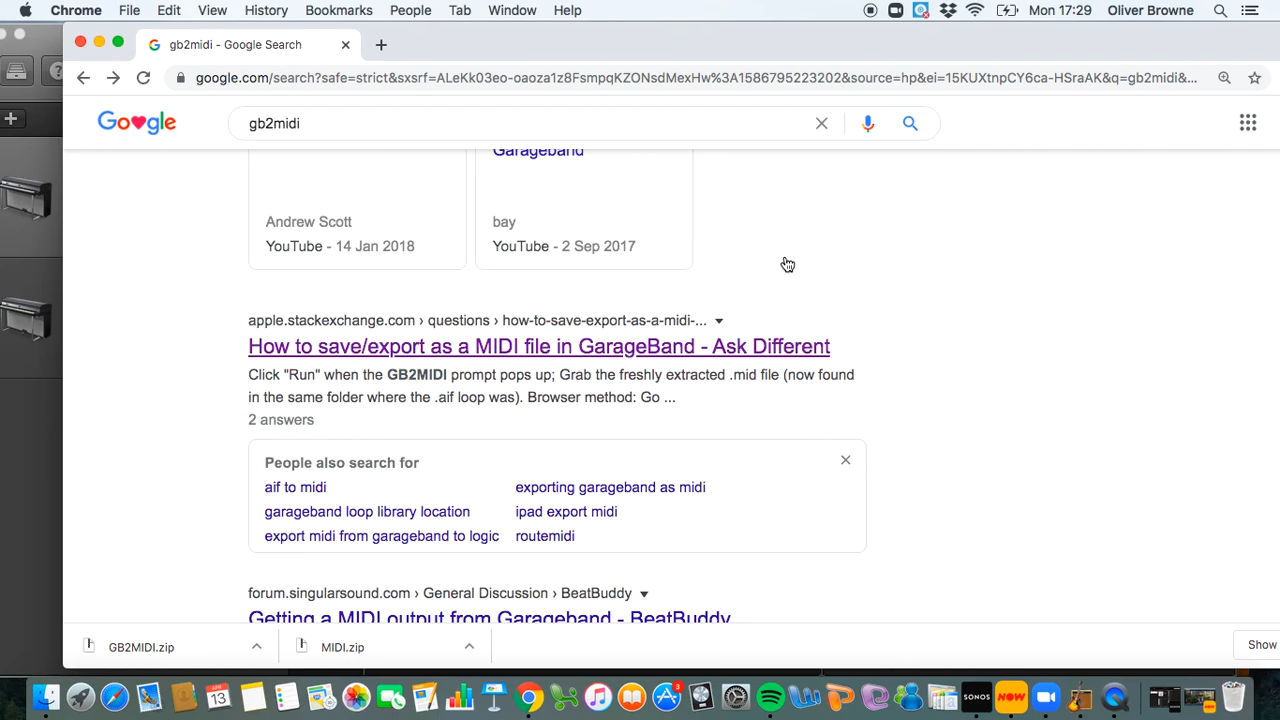 Chrome File Edit View History Bookmarks People Tab Window Help Mon 17:29 Oliver Browne
gb2midi - Google Search
google.com/search?safe=strict&sxsrf=ALeKk03eo-oaoza1z8FsmpqKZONsdMexHw%3A1586795223202&source=hp&ei=15KUXtnpCY6ca-HSraAK&q=gb2midi&...
Google gb2midi
Garageband
Andrew Scott
YouTube - 14 Jan 2018
bay
YouTube - 2 Sep 2017
apple.stackexchange.com › questions › how-to-save-export-as-a-midi-...
How to save/export as a MIDI file in GarageBand - Ask Different
Click "Run" when the GB2MIDI prompt pops up; Grab the freshly extracted .mid file (now found
in the same folder where the .aif loop was). Browser method: Go ...
2 answers
People also search for
aif to midi
exporting garageband as midi
garageband loop library location
ipad export midi
export midi from garageband to logic
routemidi
forum.singularsound.com › General Discussion › BeatBuddy
Getting a MIDI output from Garageband - BeatBuddy
GB2MIDI.zip
MIDI.zip
Show
13
3
SONOS
NOW